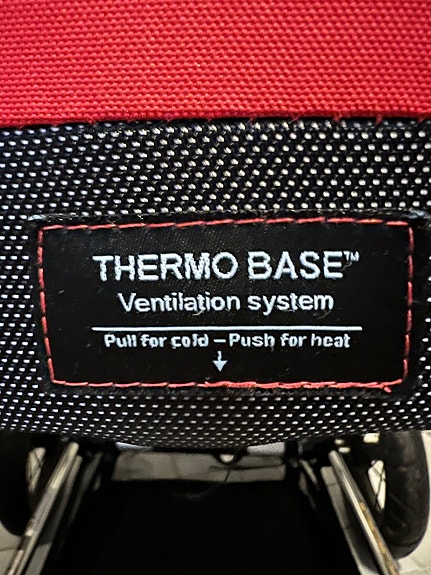 THERMO BASE™
Ventilation system
Pull for cold – Push for heat